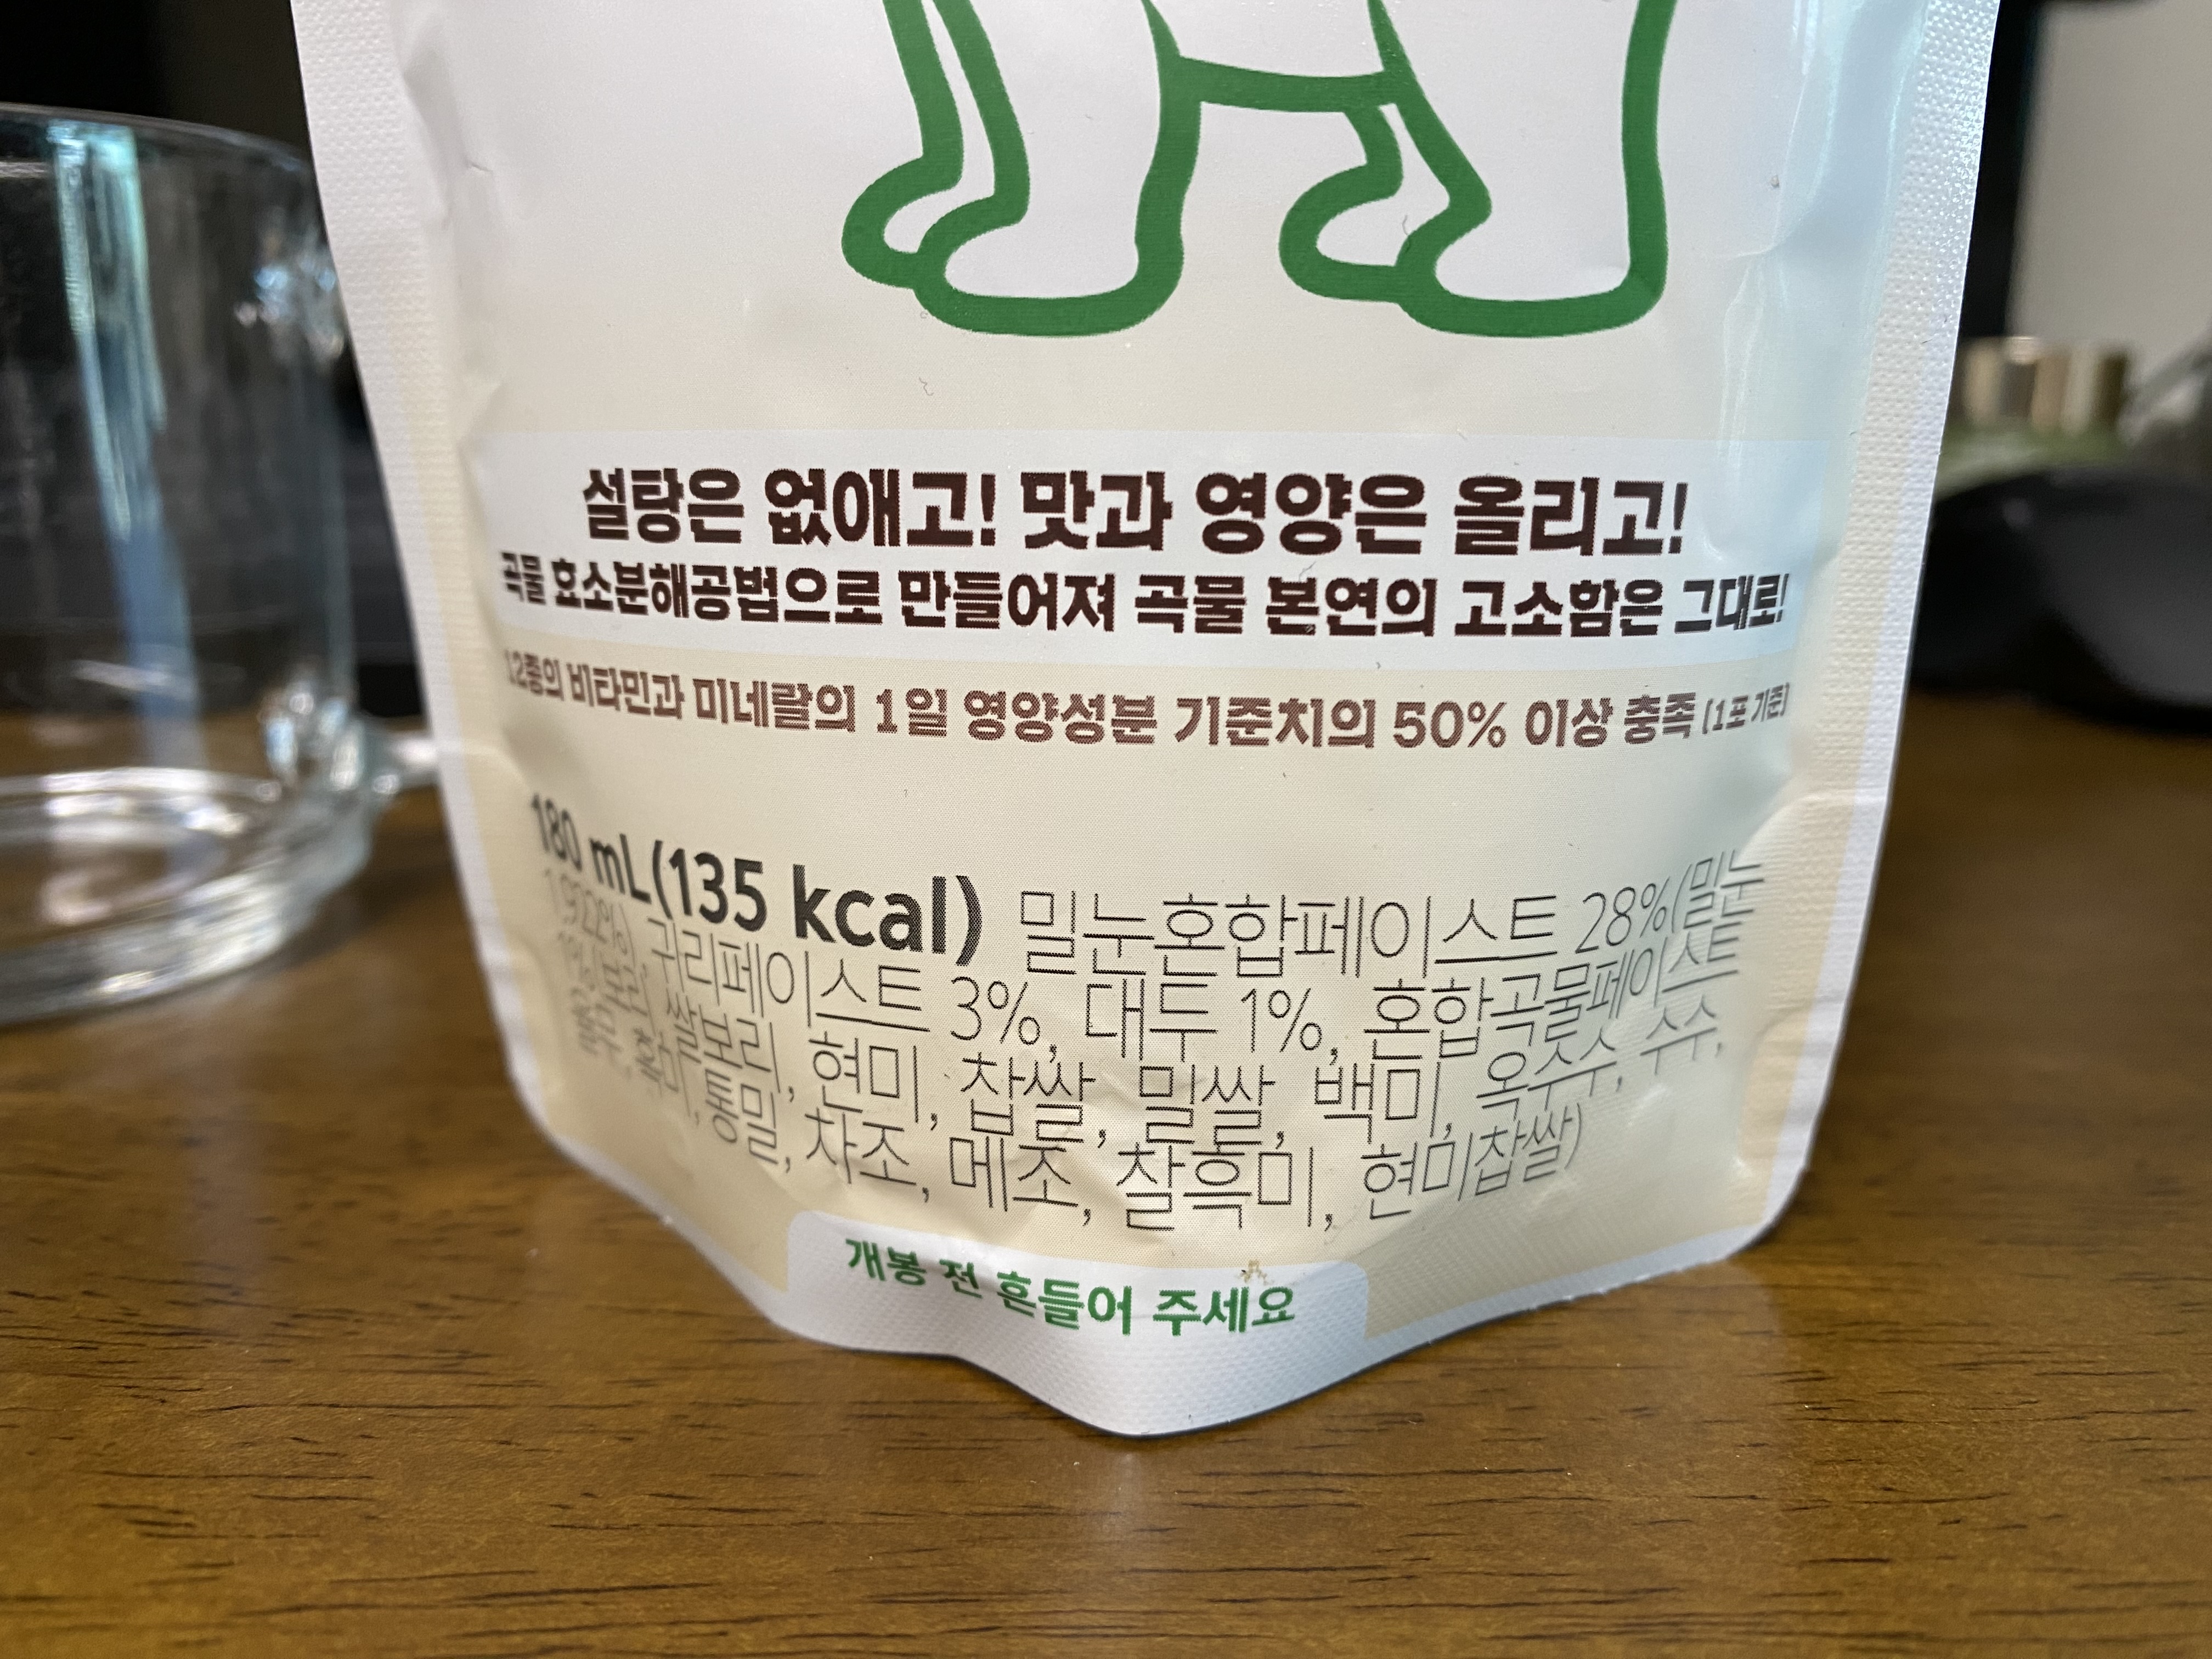 설탕은 없애고! 맛과 영양은 올리고!
곡물 효소분해공법으로 만들어져 곡물 본연의 고소함은 그대로!
12종의 비타민과 미네랄의 1일 영양성분 기준치의 50% 이상 충족 (1포 기준)
180 mL(135 kcal) 밀눈혼합페이스트 28%(밀눈
귀리페이스트 3%, 대두 1%, 혼합곡물페이스트
쌀보리, 현미, 찹쌀, 밀쌀, 백미, 옥수수, 수수,
통밀, 차조, 메조, 찰흑미, 현미찹쌀)
개봉 전 흔들어 주세요